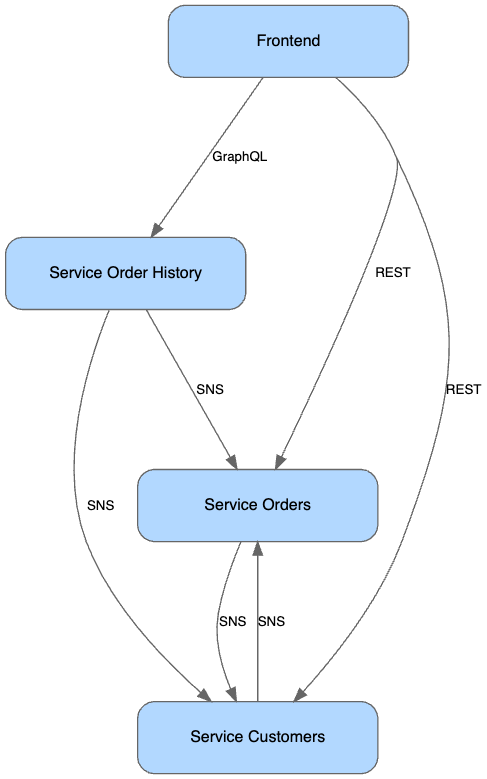 Frontend
GraphQL
Service Order History
REST
SNS
REST
SNS
Service Orders
SNS
SNS
Service Customers